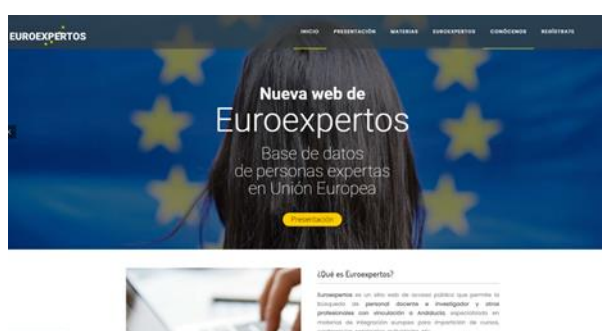 EUROEXPERTOS
INICIO PRESENTACIÓN MATERIAS EUROEXPERTOS CONÓCENOS REGÍSTRATE
Nueva web de
Euroexpertos
Base de datos
de personas expertas
en Unión Europea
Presentación
¿Qué es Euroexpertos?
Euroexpertos es un sitio web de acceso público que permite la
búsqueda de personal docente e investigador y otros
profesionales con vinculación a Andalucía, especializada en
materias de integración europea para impartición de cursos,